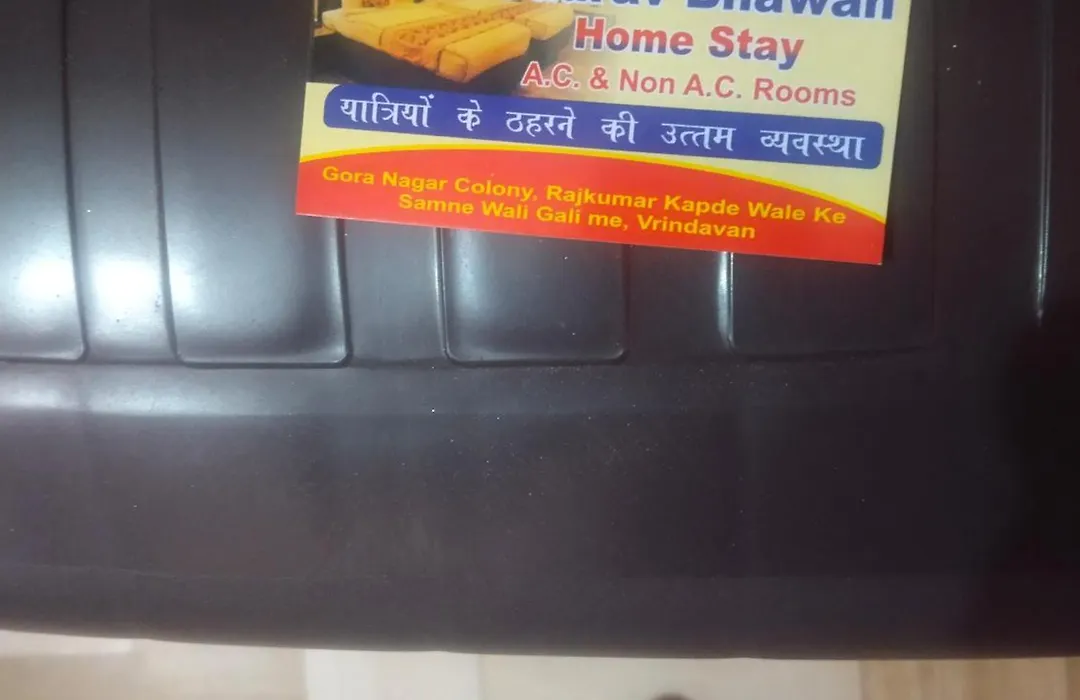 Bhawan
Home Stay
A.C. & Non A.C. Rooms
यात्रियों के ठहरने की उत्तम व्यवस्था
Gora Nagar Colony, Rajkumar Kapde Wale Ke
Samne Wali Gali me, Vrindavan